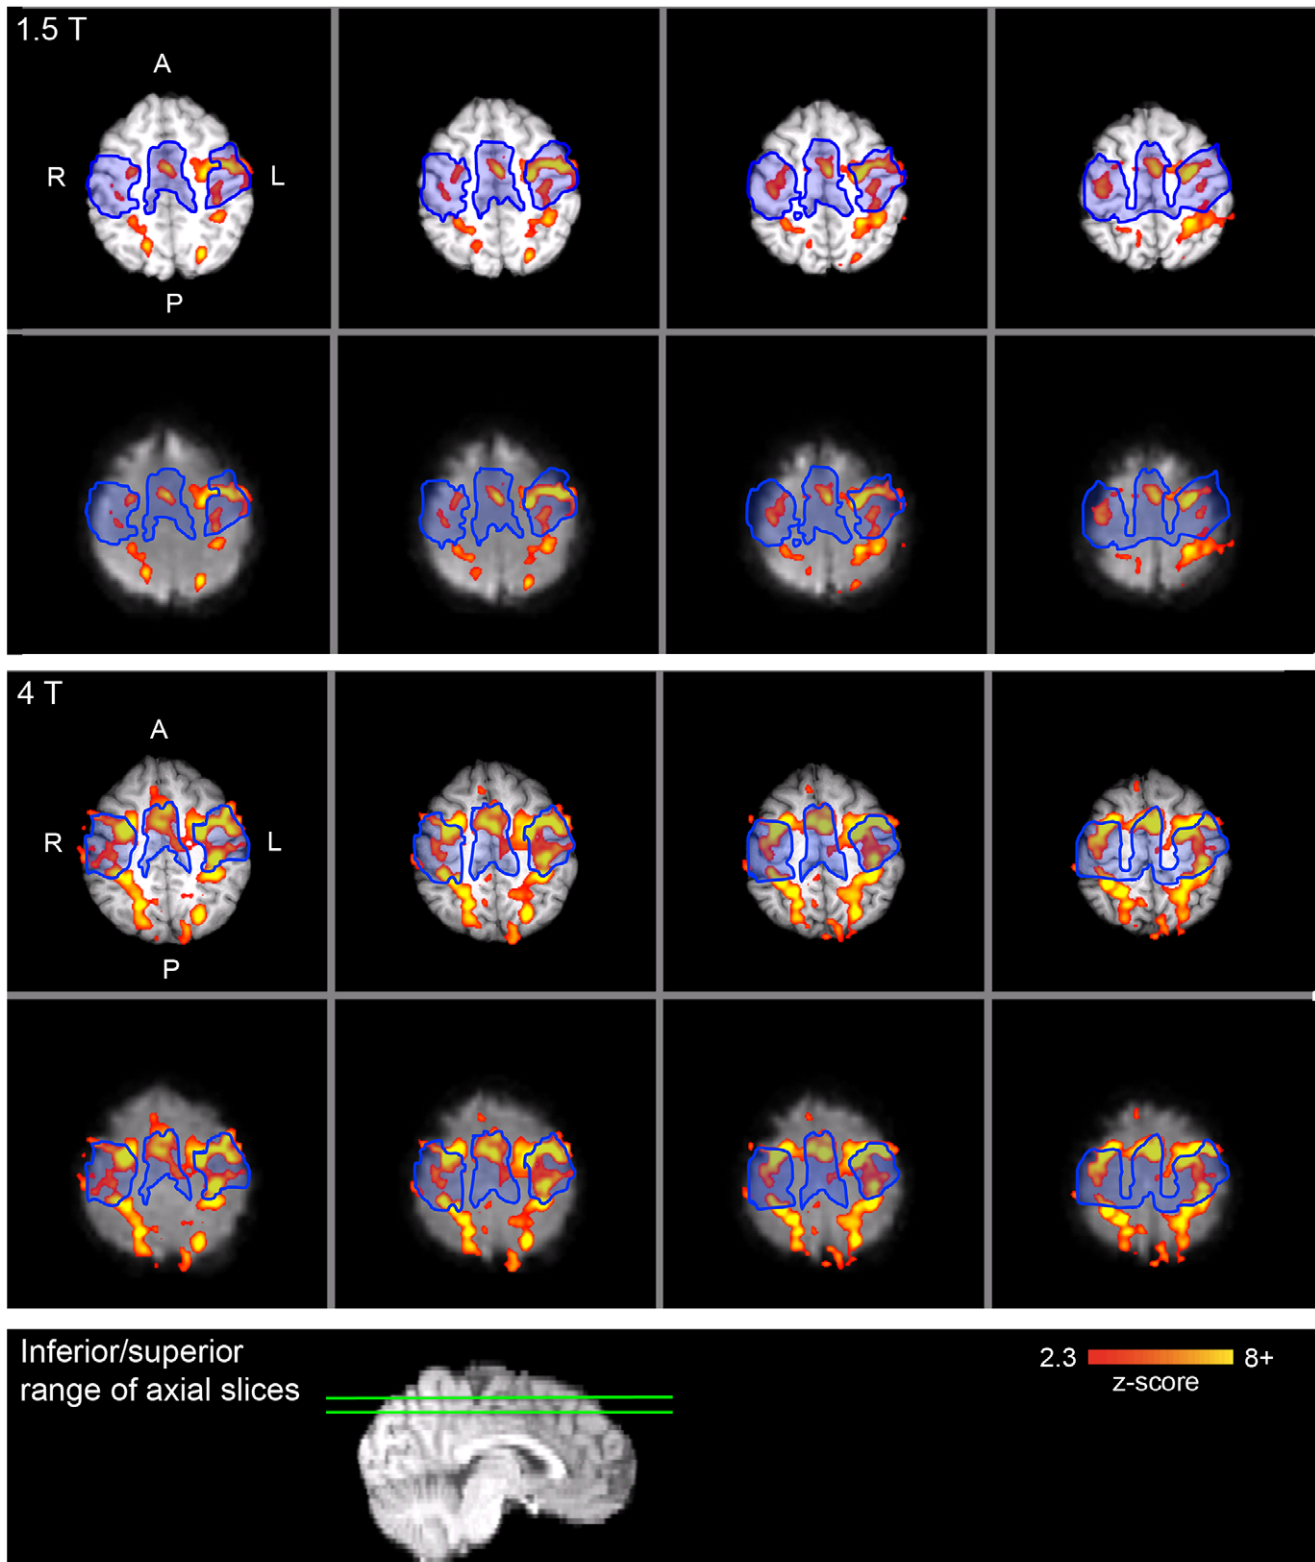 1.5 T
A
R
L
P
4 T
A
R
L
P
Inferior/superior
range of axial slices
2.3
8+
z-score